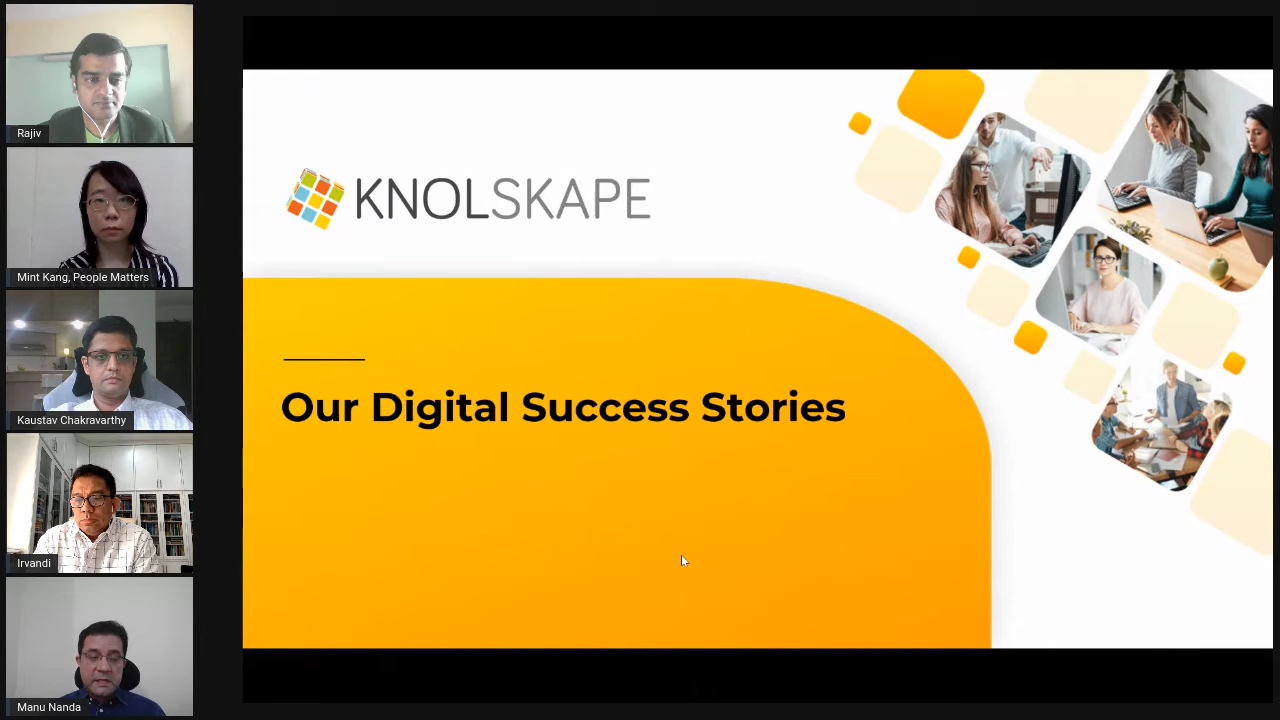 Rajiv
Mint Kang, People Matters
Kaustav Chakravarthy
Irvandi
Manu Nanda
KNOLSKAPE
Our Digital Success Stories